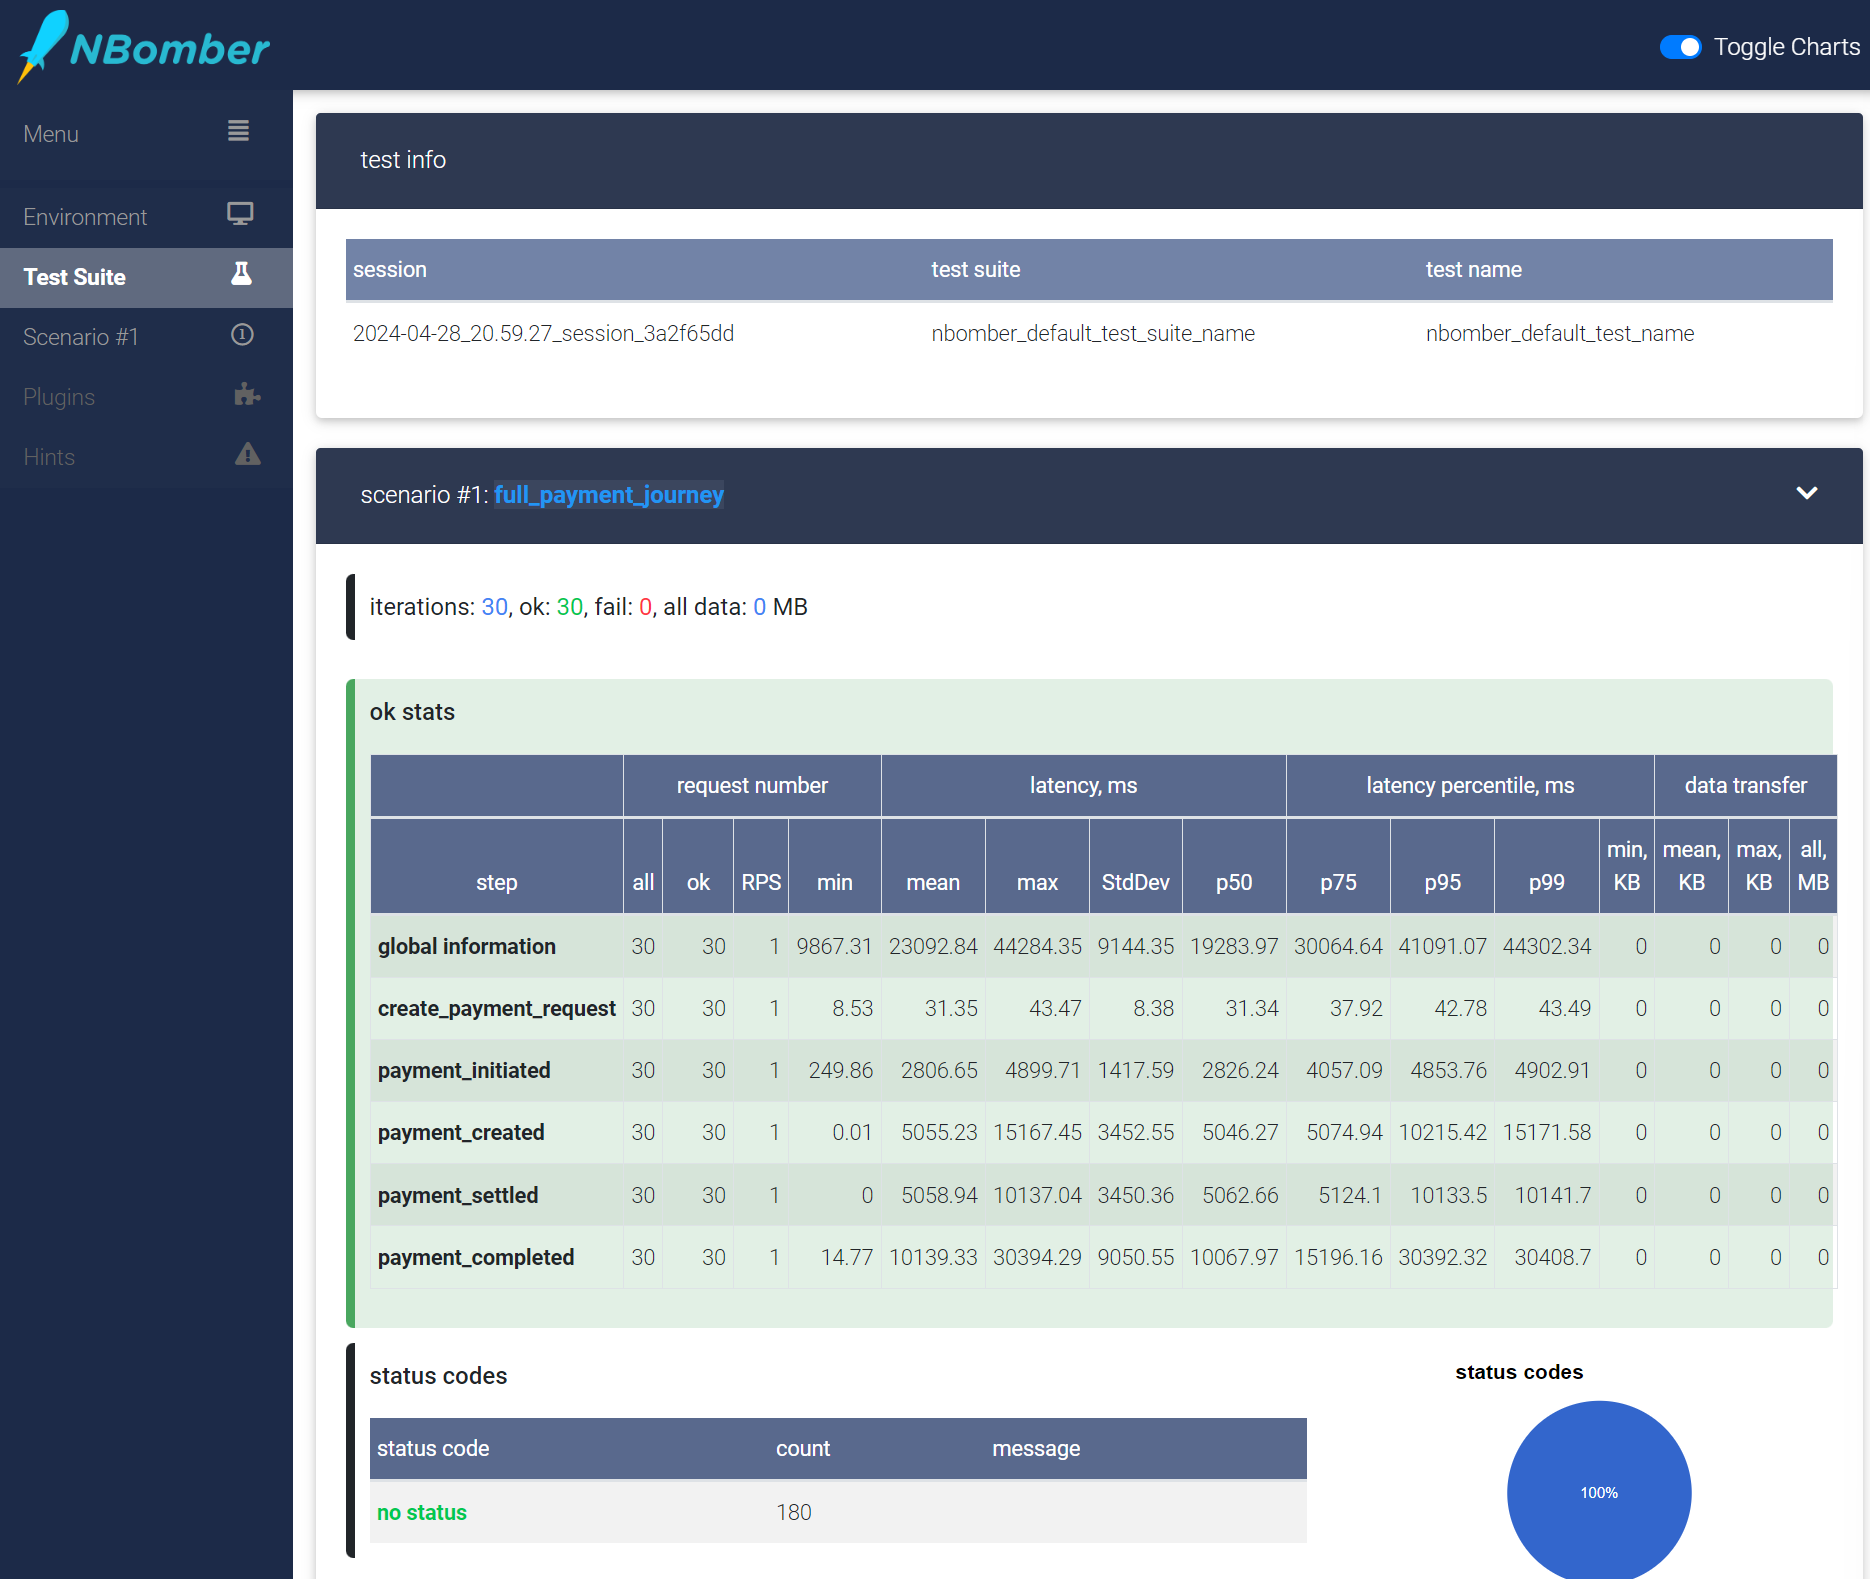 NBomber
Toggle Charts
Menu
Environment
Test Suite
Scenario #1
Plugins
Hints
test info
session test suite test name
2024-04-28_20.59.27_session_3a2f65dd nbomber_default_test_suite_name nbomber_default_test_name
scenario #1: full_payment_journey
iterations: 30, ok: 30, fail: 0, all data: 0 MB
ok stats
request number latency, ms latency percentile, ms data transfer
step all ok RPS min mean max StdDev p50 p75 p95 p99 min, KB mean, KB max, KB all, MB
global information 30 30 1 9867.31 23092.84 44284.35 9144.35 19283.97 30064.64 41091.07 44302.34 0 0 0 0
create_payment_request 30 30 1 8.53 31.35 43.47 8.38 31.34 37.92 42.78 43.49 0 0 0 0
payment_initiated 30 30 1 249.86 2806.65 4899.71 1417.59 2826.24 4057.09 4853.76 4902.91 0 0 0 0
payment_created 30 30 1 0.01 5055.23 15167.45 3452.55 5046.27 5074.94 10215.42 15171.58 0 0 0 0
payment_settled 30 30 1 0 5058.94 10137.04 3450.36 5062.66 5124.1 10133.5 10141.7 0 0 0 0
payment_completed 30 30 1 14.77 10139.33 30394.29 9050.55 10067.97 15196.16 30392.32 30408.7 0 0 0 0
status codes
status code count message
no status 180
status codes
100%